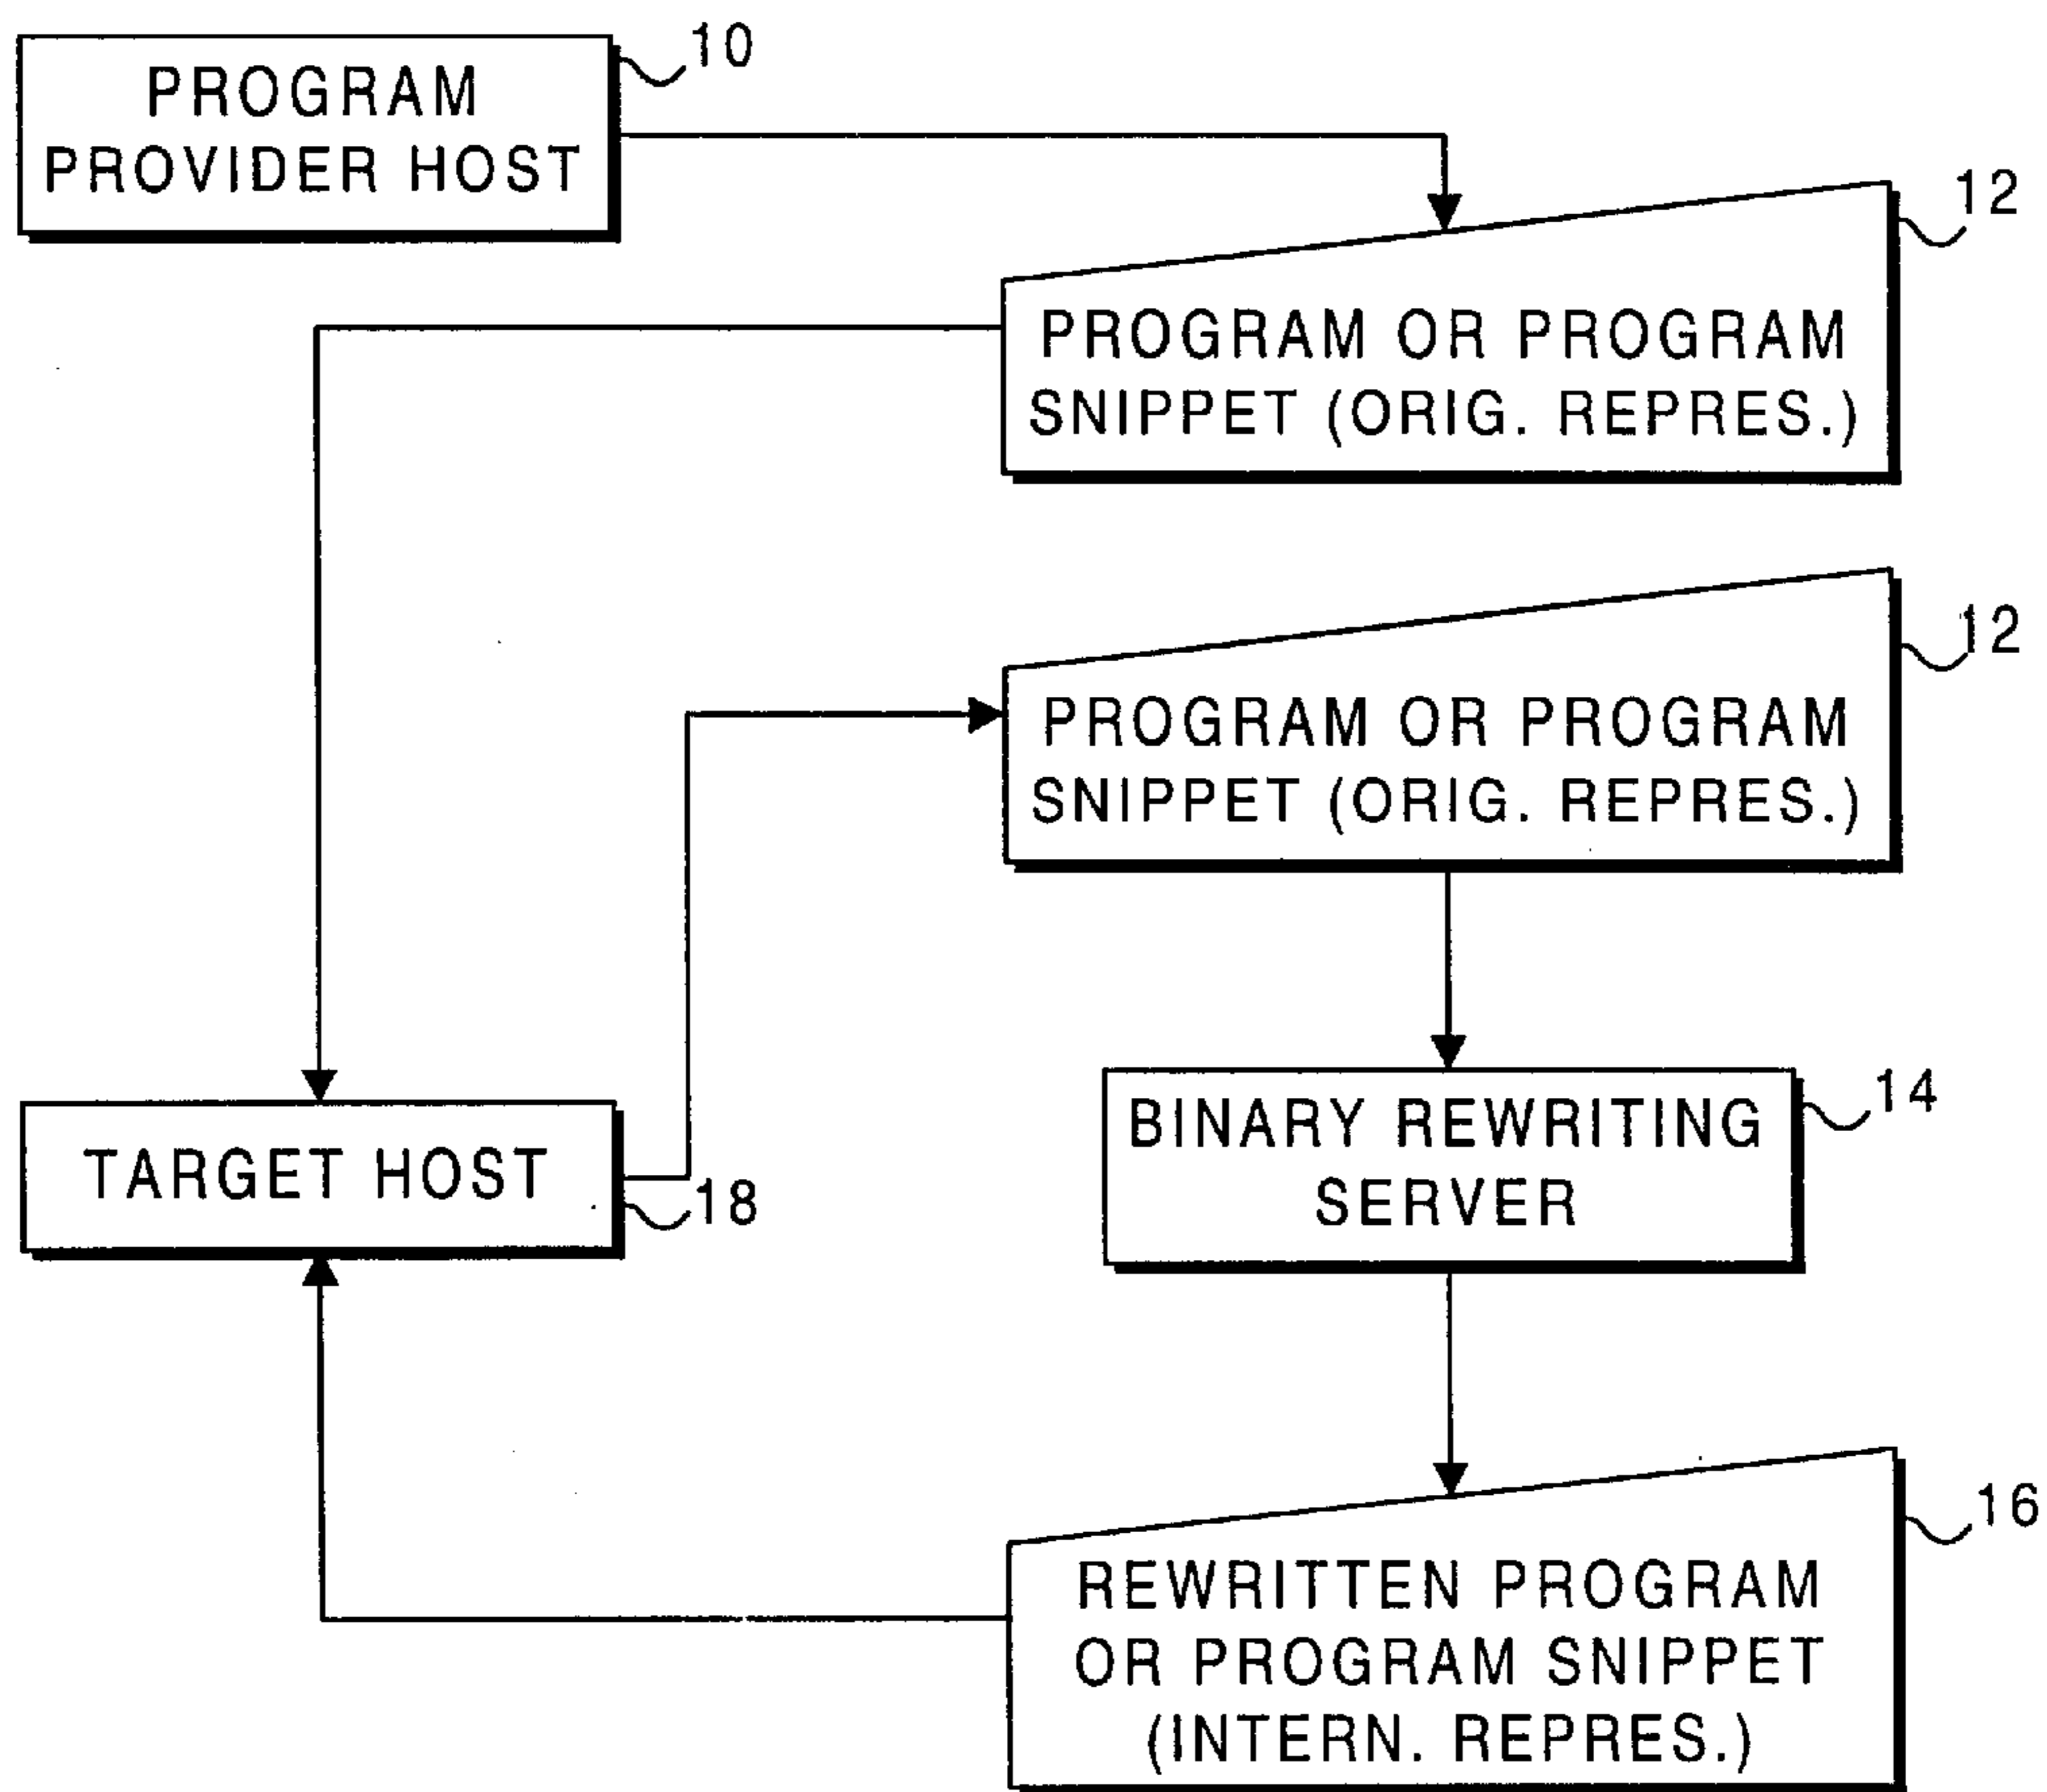 PROGRAM
PROVIDER HOST
10
12
PROGRAM OR PROGRAM
SNIPPET (ORIG. REPRES.)
12
PROGRAM OR PROGRAM
SNIPPET (ORIG. REPRES.)
TARGET HOST
18
BINARY REWRITING
SERVER
14
16
REWRITTEN PROGRAM
OR PROGRAM SNIPPET
(INTERN. REPRES.)